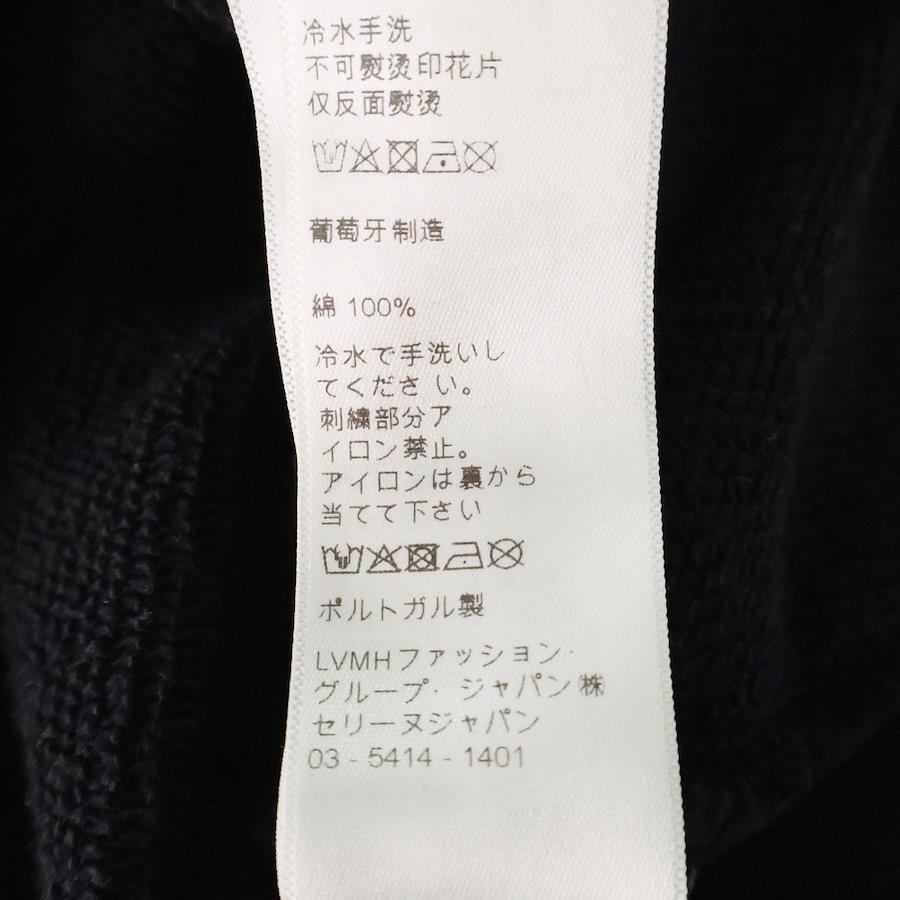 冷水手洗
不可熨烫印花片
仅反面熨烫
葡萄牙制造
綿 100%
冷水で手洗いし
てください。
刺繍部分ア
イロン禁止。
アイロンは裏から
当てて下さい
ポルトガル製
LVMHファッション·
グループ· ジャパン㈱
セリーヌジャパン
03 - 5414 - 1401